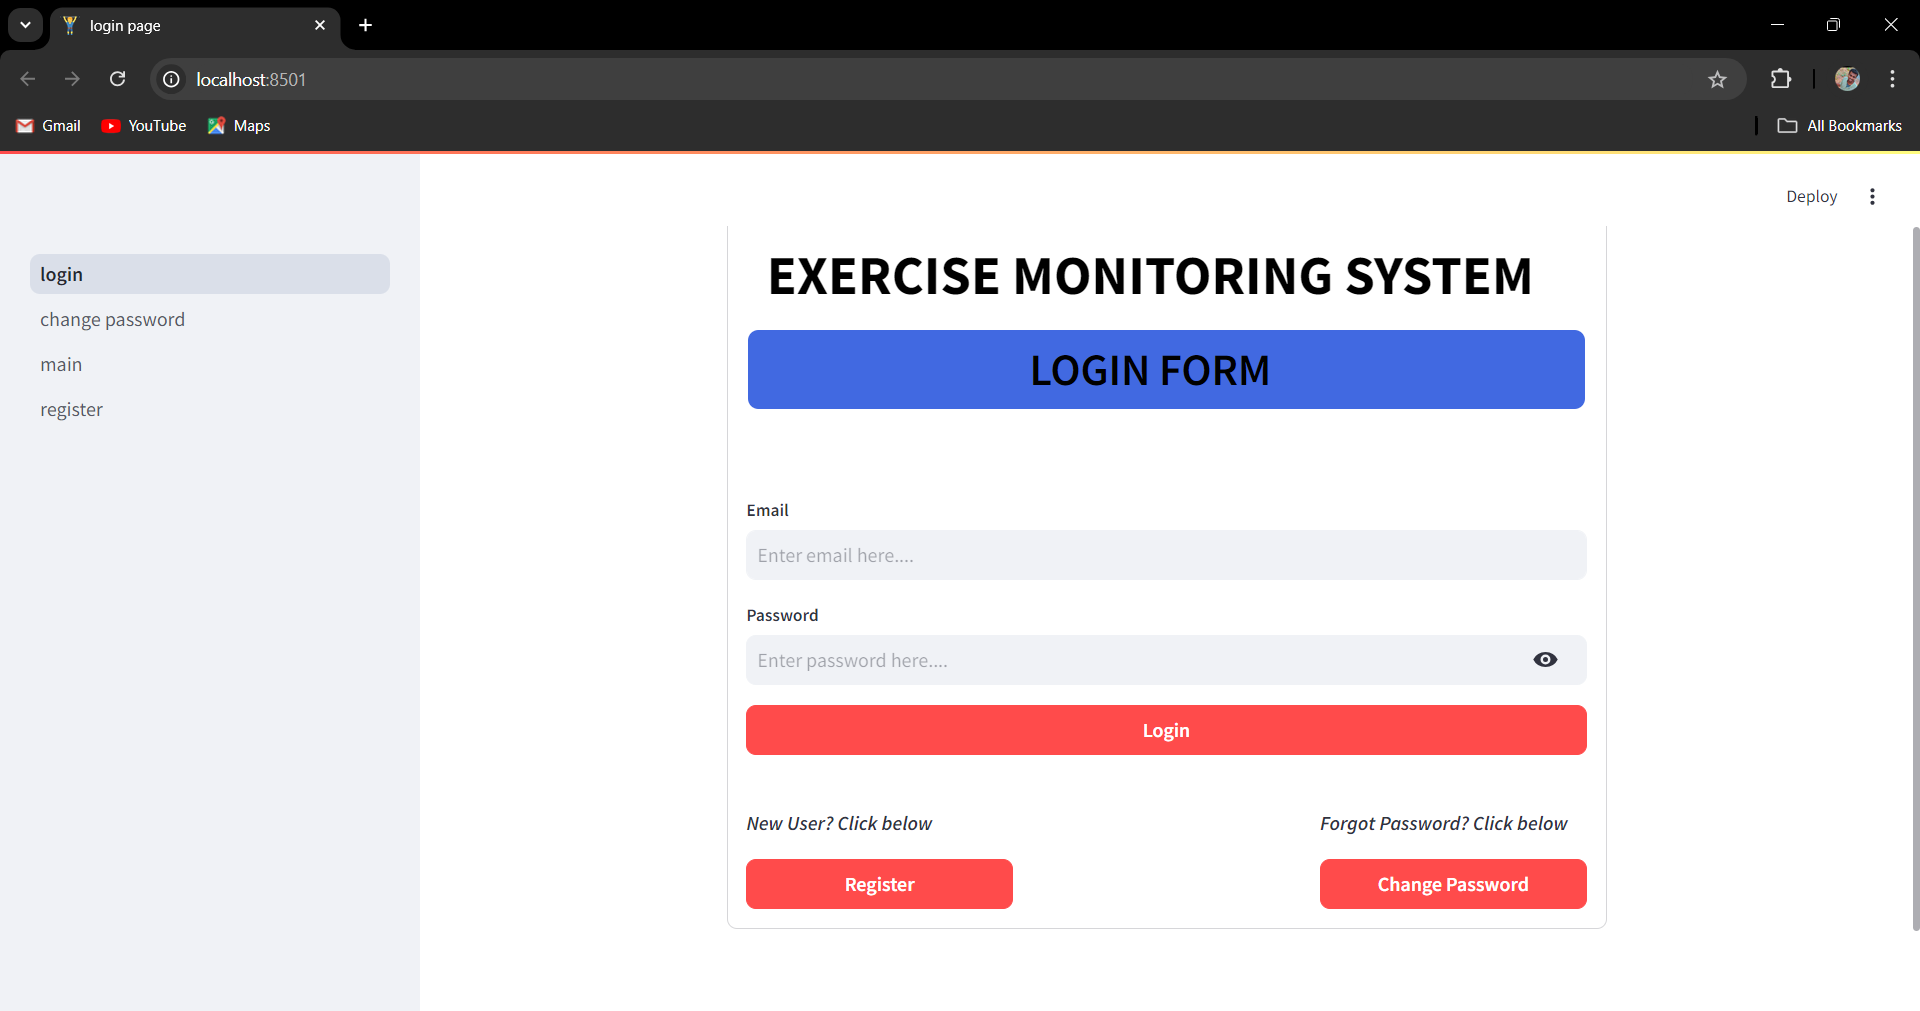 login page
localhost:8501
Gmail YouTube Maps All Bookmarks
Deploy
login
change password
main
register
EXERCISE MONITORING SYSTEM
LOGIN FORM
Email
Enter email here....
Password
Enter password here....
Login
New User? Click below Forgot Password? Click below
Register Change Password